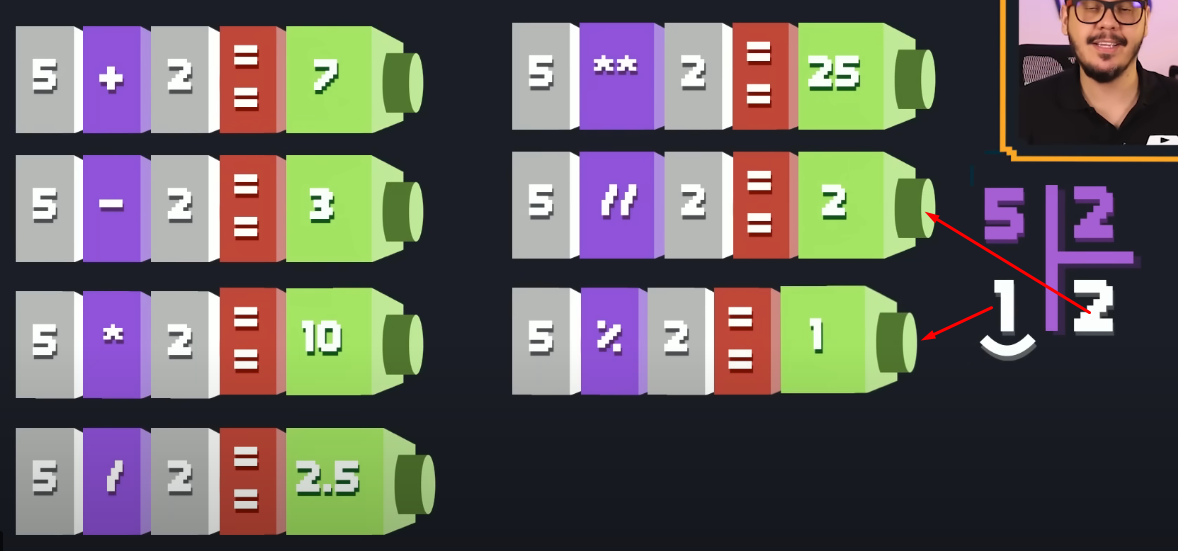 5 + 2 == 7
5 - 2 == 3
5 * 2 == 10
5 / 2 == 2.5
5 ** 2 == 25
5 // 2 == 2
5 % 2 == 1
5 2
1 2